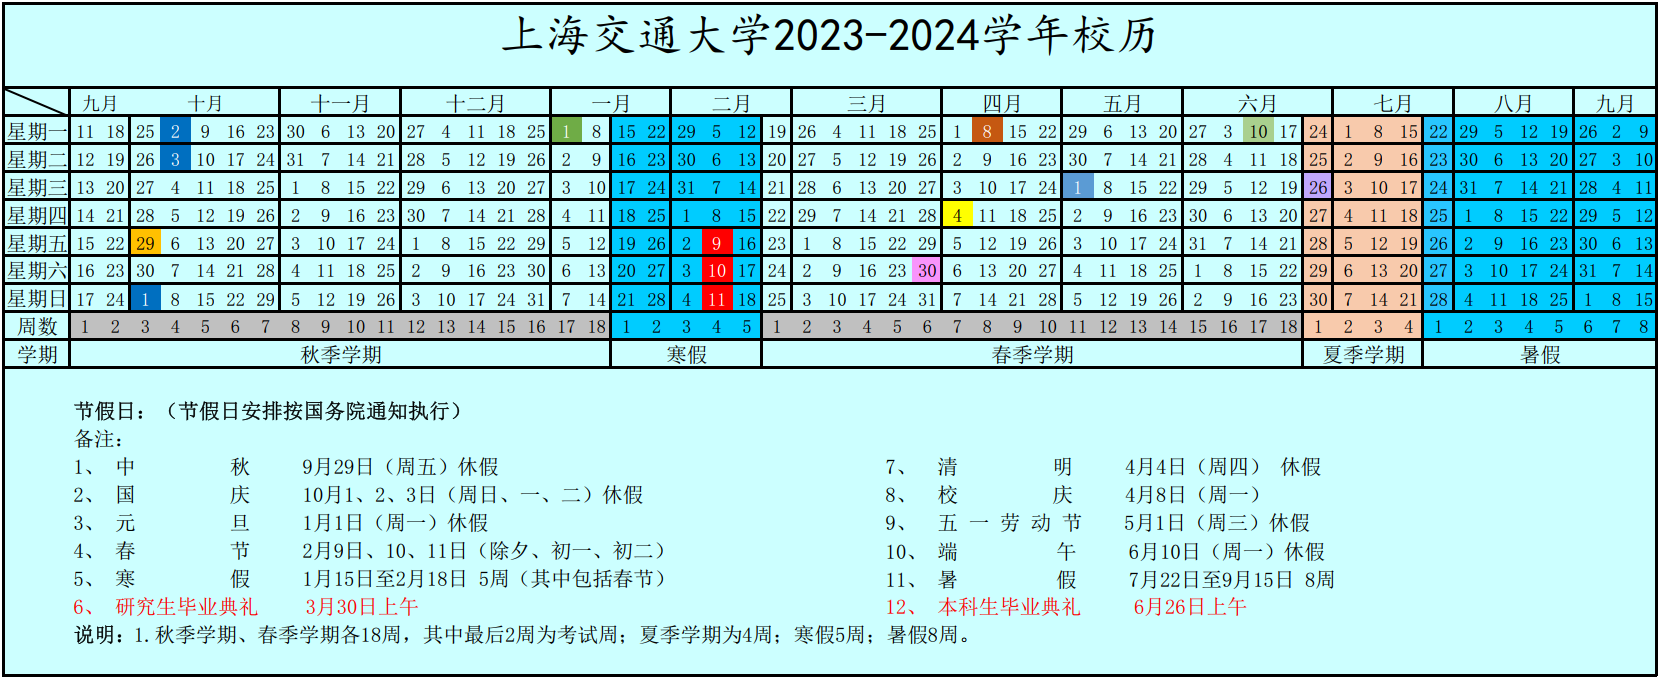 上海交通大学2023-2024学年校历
九月 十月 十一月 十二月 一月 二月 三月 四月 五月 六月 七月 八月 九月
星期一 11 18 25 2 9 16 23 30 6 13 20 27 4 11 18 25 1 8 15 22 29 5 12 19 26 4 11 18 25 1 8 15 22 29 6 13 20 27 3 10 17 24 1 8 15 22 29 5 12 19 26 2 9
星期二 12 19 26 3 10 17 24 31 7 14 21 28 5 12 19 26 2 9 16 23 30 6 13 20 27 5 12 19 26 2 9 16 23 30 7 14 21 28 4 11 18 25 2 9 16 23 30 6 13 20 27 3 10
星期三 13 20 27 4 11 18 25 1 8 15 22 29 6 13 20 27 3 10 17 24 31 7 14 21 28 6 13 20 27 3 10 17 24 1 8 15 22 29 5 12 19 26 3 10 17 24 31 7 14 21 28 4 11
星期四 14 21 28 5 12 19 26 2 9 16 23 30 7 14 21 28 4 11 18 25 1 8 15 22 29 7 14 21 28 4 11 18 25 2 9 16 23 30 6 13 20 27 4 11 18 25 1 8 15 22 29 5 12
星期五 15 22 29 6 13 20 27 3 10 17 24 1 8 15 22 29 5 12 19 26 2 9 16 23 1 8 15 22 29 5 12 19 26 3 10 17 24 31 7 14 21 28 5 12 19 26 2 9 16 23 30 6 13
星期六 16 23 30 7 14 21 28 4 11 18 25 2 9 16 23 30 6 13 20 27 3 10 17 24 2 9 16 23 30 6 13 20 27 4 11 18 25 1 8 15 22 29 6 13 20 27 3 10 17 24 31 7 14
星期日 17 24 1 8 15 22 29 5 12 19 26 3 10 17 24 31 7 14 21 28 4 11 18 25 3 10 17 24 31 7 14 21 28 5 12 19 26 2 9 16 23 30 7 14 21 28 4 11 18 25 1 8 15
周数 1 2 3 4 5 6 7 8 9 10 11 12 13 14 15 16 17 18 1 2 3 4 5 1 2 3 4 5 6 7 8 9 10 11 12 13 14 15 16 17 18 1 2 3 4 1 2 3 4 5 6 7 8
学期 秋季学期 寒假 春季学期 夏季学期 暑假
节假日：（节假日安排按国务院通知执行）
备注：
1、 中 秋 9月29日（周五）休假
2、 国 庆 10月1、2、3日（周日、一、二）休假
3、 元 旦 1月1日（周一）休假
4、 春 节 2月9日、10、11日（除夕、初一、初二）
5、 寒 假 1月15日至2月18日 5周（其中包括春节）
6、 研究生毕业典礼 3月30日上午
7、 清 明 4月4日（周四） 休假
8、 校 庆 4月8日（周一）
9、 五 一 劳 动 节 5月1日（周三）休假
10、 端 午 6月10日（周一）休假
11、 暑 假 7月22日至9月15日 8周
12、 本科生毕业典礼 6月26日上午
说明：1.秋季学期、春季学期各18周，其中最后2周为考试周；夏季学期为4周；寒假5周；暑假8周。